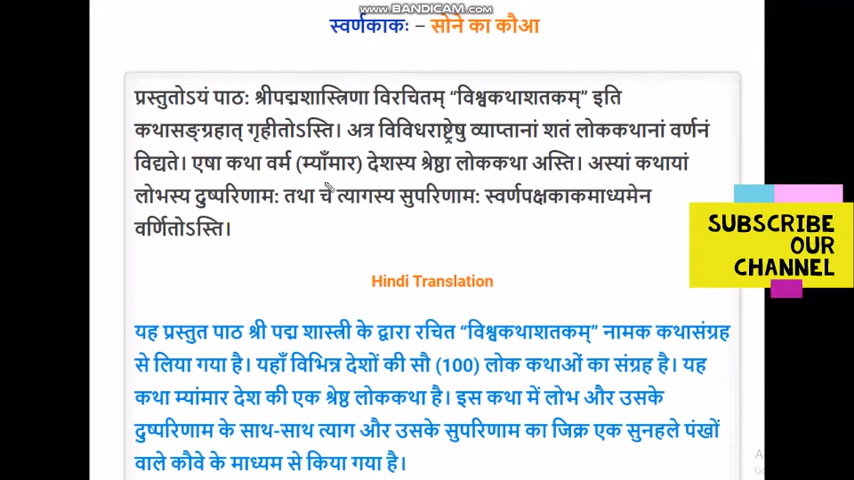 www.BANDICAM.com
स्वर्णकाकः – सोने का कौआ
प्रस्तुतोऽयं पाठ: श्रीपद्मशास्त्रिणा विरचितम् “विश्वकथाशतकम्” इति
कथासङ्ग्रहात् गृहीतोऽस्ति। अत्र विविधराष्ट्रेषु व्याप्तानां शतं लोककथानां वर्णनं
विद्यते। एषा कथा वर्म (म्याँमार) देशस्य श्रेष्ठा लोककथा अस्ति। अस्यां कथायां
लोभस्य दुष्परिणाम: तथा च त्यागस्य सुपरिणाम: स्वर्णपक्षकाकमाध्यमेन
वर्णितोऽस्ति।
SUBSCRIBE
OUR
CHANNEL
Hindi Translation
यह प्रस्तुत पाठ श्री पद्म शास्त्री के द्वारा रचित “विश्वकथाशतकम्” नामक कथासंग्रह
से लिया गया है। यहाँ विभिन्न देशों की सौ (100) लोक कथाओं का संग्रह है। यह
कथा म्यांमार देश की एक श्रेष्ठ लोककथा है। इस कथा में लोभ और उसके
दुष्परिणाम के साथ-साथ त्याग और उसके सुपरिणाम का जिक्र एक सुनहले पंखों
वाले कौवे के माध्यम से किया गया है।